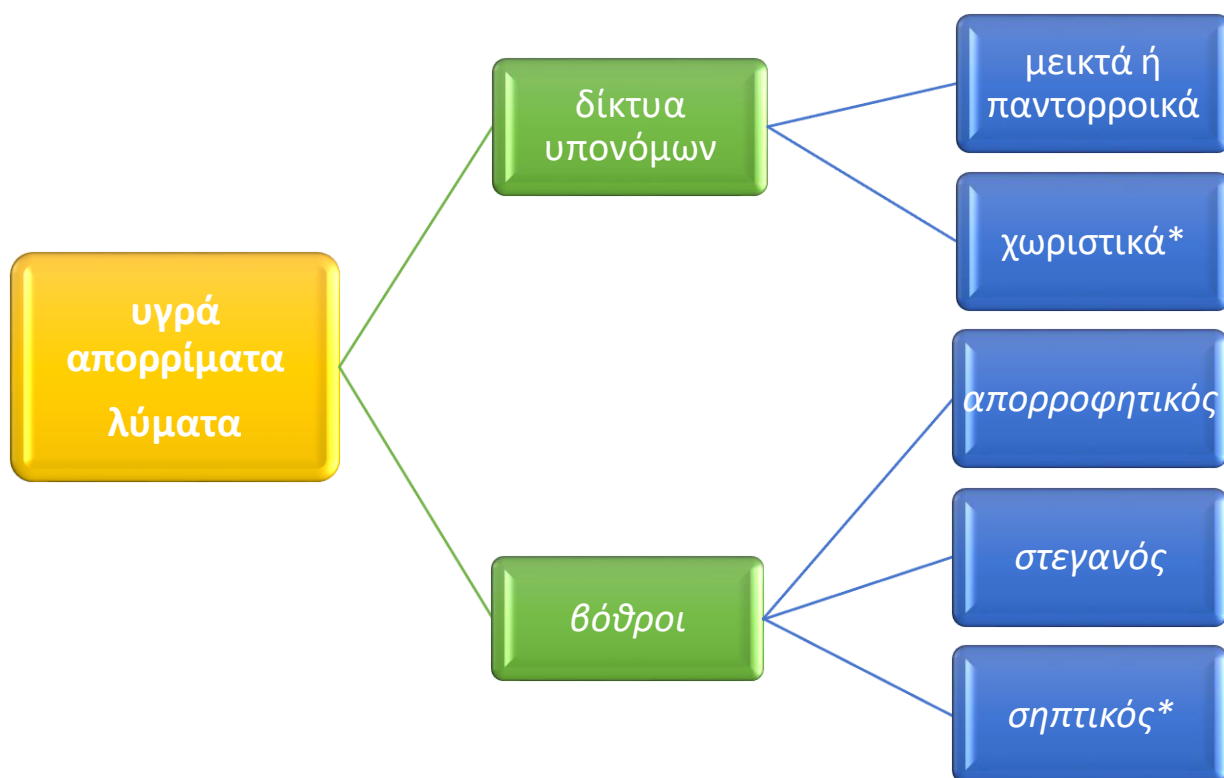 υγρά
απορρίματα
λύματα
δίκτυα
υπονόμων
βόθροι
μεικτά ή
παντορροικά
χωριστικά*
απορροφητικός
στεγανός
σηπτικός*